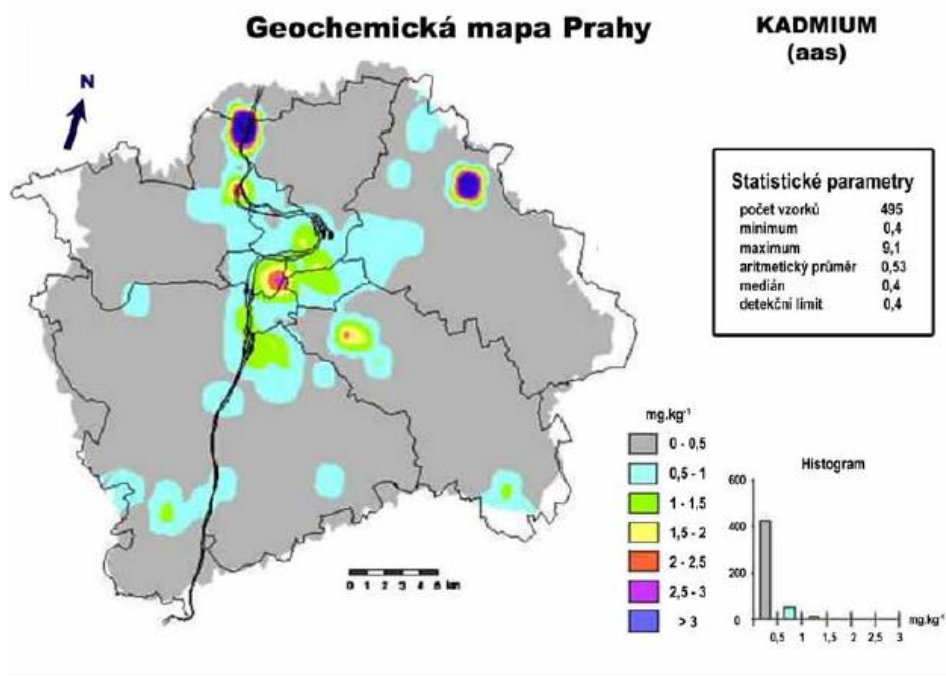 Geochemická mapa Prahy
KADMIUM
(aas)
N
Statistické parametry
počet vzorků 495
minimum 0,4
maximum 9,1
aritmetický průměr 0,53
medián 0,4
detekční limit 0,4
mg.kg-1
0 - 0,5
0,5 - 1
1 - 1,5
1,5 - 2
2 - 2,5
2,5 - 3
> 3
Histogram
600
400
200
0
0,5 1 1,5 2 2,5 3
mg.kg-1
0 1 2 3 4 5 km